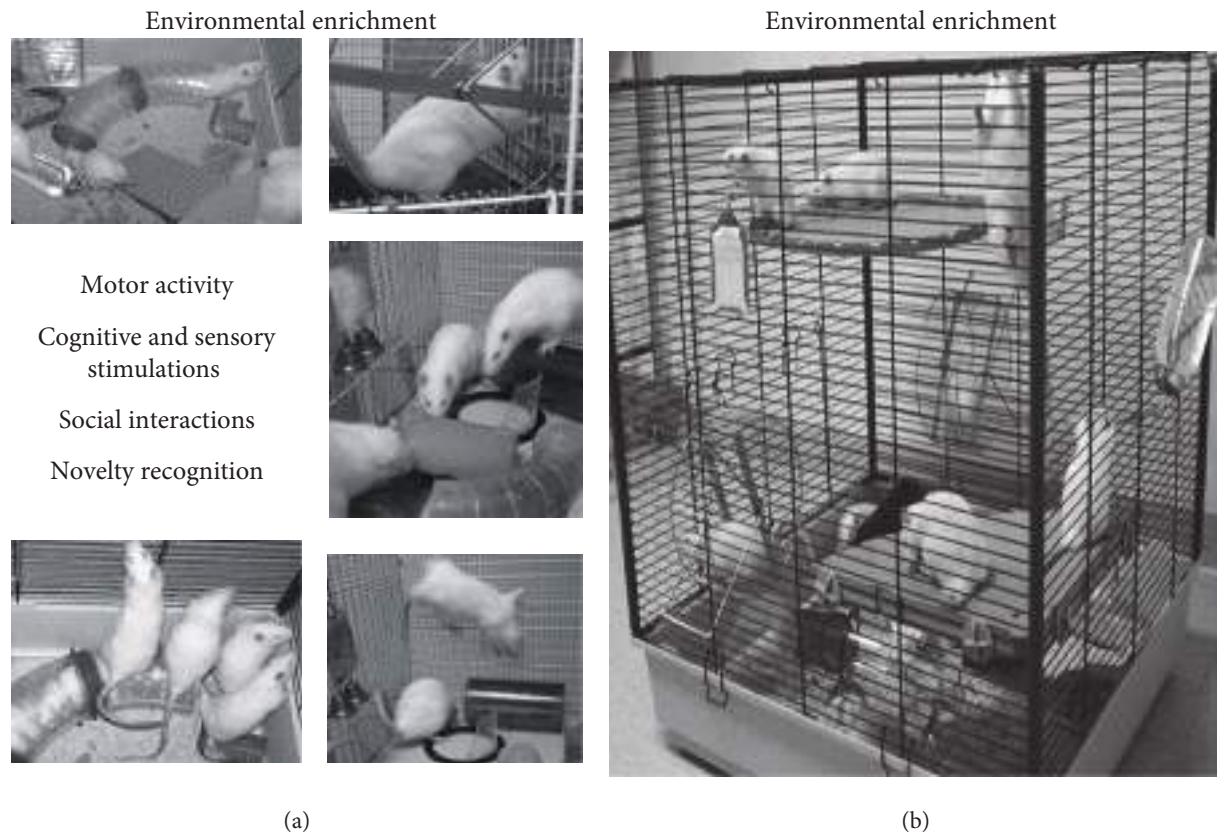 Environmental enrichment
Motor activity
Cognitive and sensory
stimulations
Social interactions
Novelty recognition
(a)
Environmental enrichment
(b)